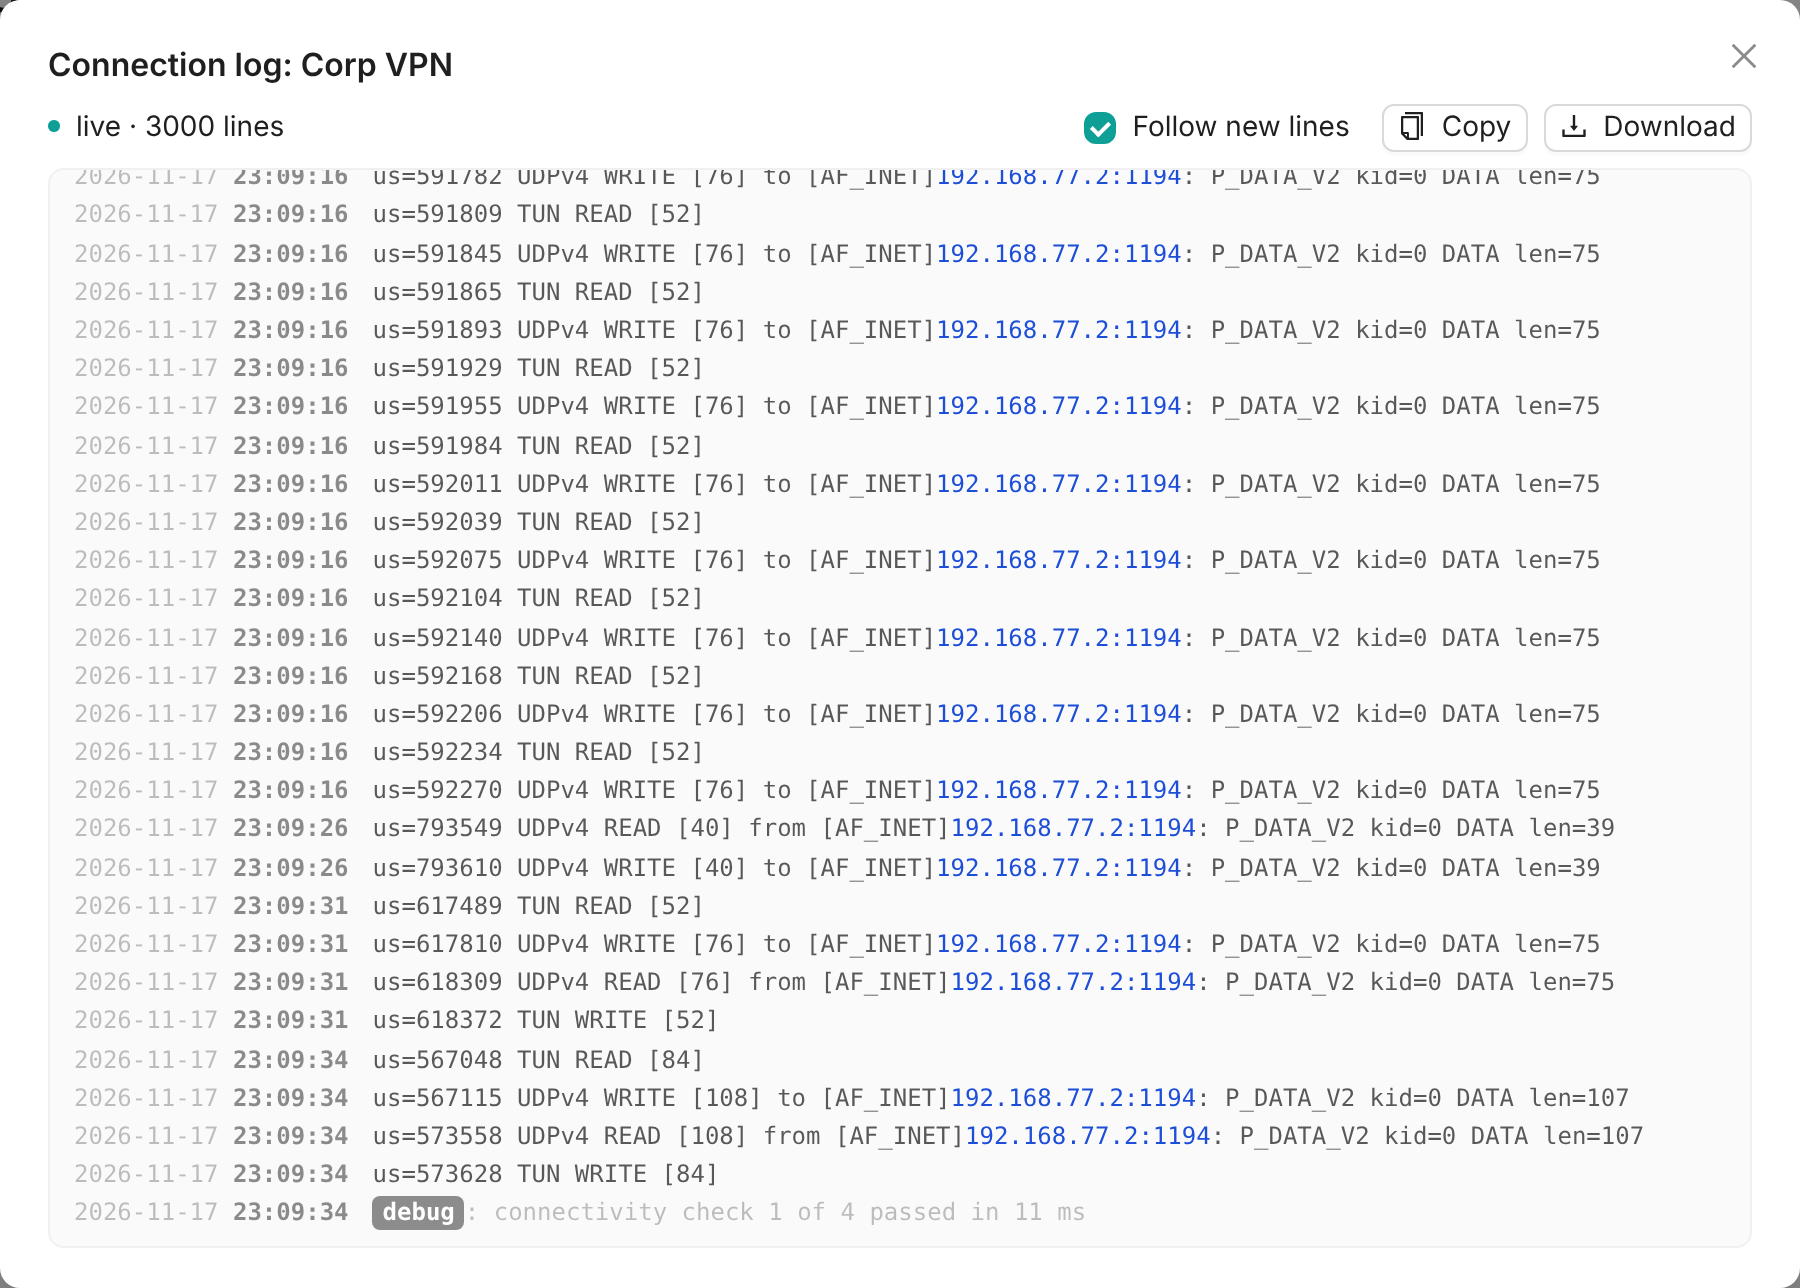 Connection log: Corp VPN
live · 3000 lines
Follow new lines
Copy
Download
2026-11-17 23:09:16 us=591782 UDPv4 WRITE [76] to [AF_INET]192.168.77.2:1194: P_DATA_V2 kid=0 DATA len=75
2026-11-17 23:09:16 us=591809 TUN READ [52]
2026-11-17 23:09:16 us=591845 UDPv4 WRITE [76] to [AF_INET]192.168.77.2:1194: P_DATA_V2 kid=0 DATA len=75
2026-11-17 23:09:16 us=591865 TUN READ [52]
2026-11-17 23:09:16 us=591893 UDPv4 WRITE [76] to [AF_INET]192.168.77.2:1194: P_DATA_V2 kid=0 DATA len=75
2026-11-17 23:09:16 us=591929 TUN READ [52]
2026-11-17 23:09:16 us=591955 UDPv4 WRITE [76] to [AF_INET]192.168.77.2:1194: P_DATA_V2 kid=0 DATA len=75
2026-11-17 23:09:16 us=591984 TUN READ [52]
2026-11-17 23:09:16 us=592011 UDPv4 WRITE [76] to [AF_INET]192.168.77.2:1194: P_DATA_V2 kid=0 DATA len=75
2026-11-17 23:09:16 us=592039 TUN READ [52]
2026-11-17 23:09:16 us=592075 UDPv4 WRITE [76] to [AF_INET]192.168.77.2:1194: P_DATA_V2 kid=0 DATA len=75
2026-11-17 23:09:16 us=592104 TUN READ [52]
2026-11-17 23:09:16 us=592140 UDPv4 WRITE [76] to [AF_INET]192.168.77.2:1194: P_DATA_V2 kid=0 DATA len=75
2026-11-17 23:09:16 us=592168 TUN READ [52]
2026-11-17 23:09:16 us=592206 UDPv4 WRITE [76] to [AF_INET]192.168.77.2:1194: P_DATA_V2 kid=0 DATA len=75
2026-11-17 23:09:16 us=592234 TUN READ [52]
2026-11-17 23:09:16 us=592270 UDPv4 WRITE [76] to [AF_INET]192.168.77.2:1194: P_DATA_V2 kid=0 DATA len=75
2026-11-17 23:09:26 us=793549 UDPv4 READ [40] from [AF_INET]192.168.77.2:1194: P_DATA_V2 kid=0 DATA len=39
2026-11-17 23:09:26 us=793610 UDPv4 WRITE [40] to [AF_INET]192.168.77.2:1194: P_DATA_V2 kid=0 DATA len=39
2026-11-17 23:09:31 us=617489 TUN READ [52]
2026-11-17 23:09:31 us=617810 UDPv4 WRITE [76] to [AF_INET]192.168.77.2:1194: P_DATA_V2 kid=0 DATA len=75
2026-11-17 23:09:31 us=618309 UDPv4 READ [76] from [AF_INET]192.168.77.2:1194: P_DATA_V2 kid=0 DATA len=75
2026-11-17 23:09:31 us=618372 TUN WRITE [52]
2026-11-17 23:09:34 us=567048 TUN READ [84]
2026-11-17 23:09:34 us=567115 UDPv4 WRITE [108] to [AF_INET]192.168.77.2:1194: P_DATA_V2 kid=0 DATA len=107
2026-11-17 23:09:34 us=573558 UDPv4 READ [108] from [AF_INET]192.168.77.2:1194: P_DATA_V2 kid=0 DATA len=107
2026-11-17 23:09:34 us=573628 TUN WRITE [84]
2026-11-17 23:09:34 debug: connectivity check 1 of 4 passed in 11 ms